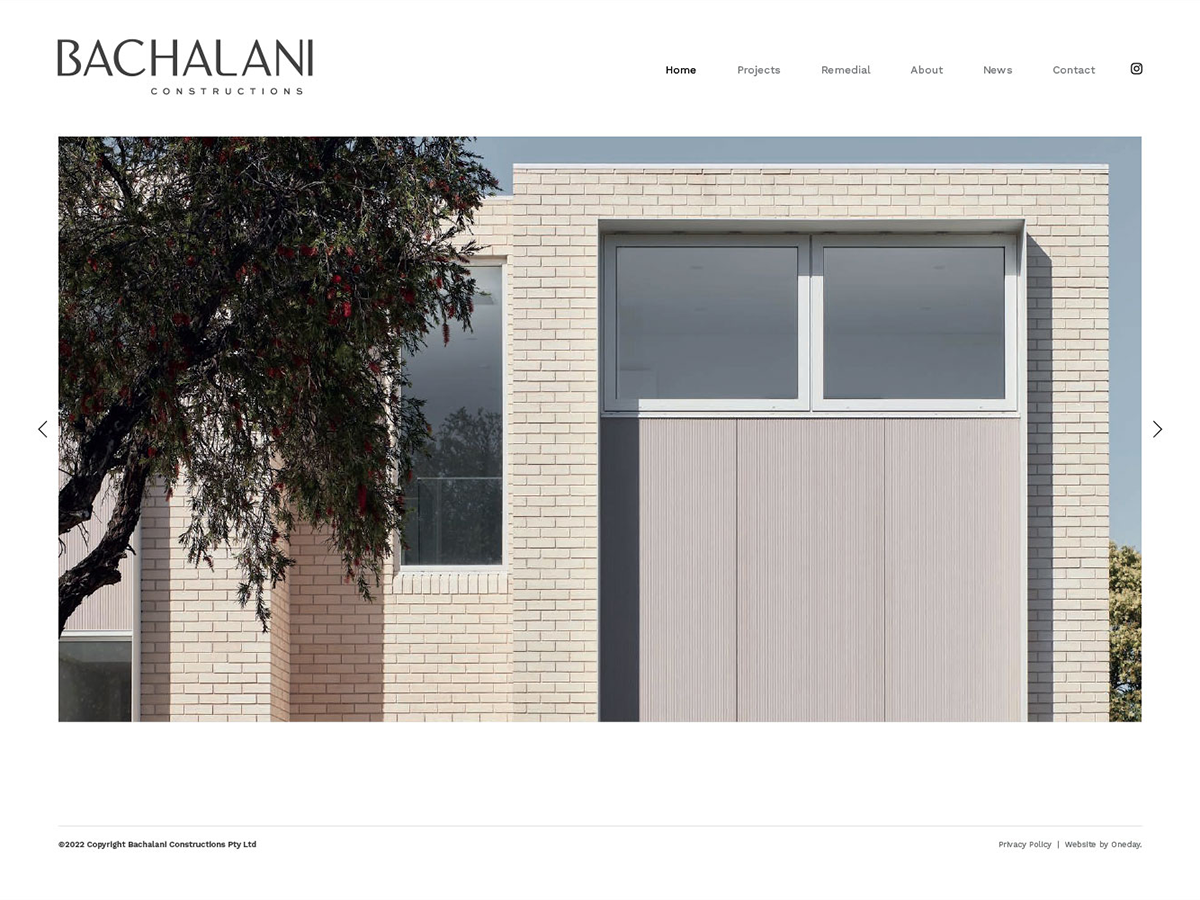 BACHALANI
CONSTRUCTIONS
Home Projects Remedial About News Contact
©2022 Copyright Bachalani Constructions Pty Ltd
Privacy Policy | Website by Oneday.